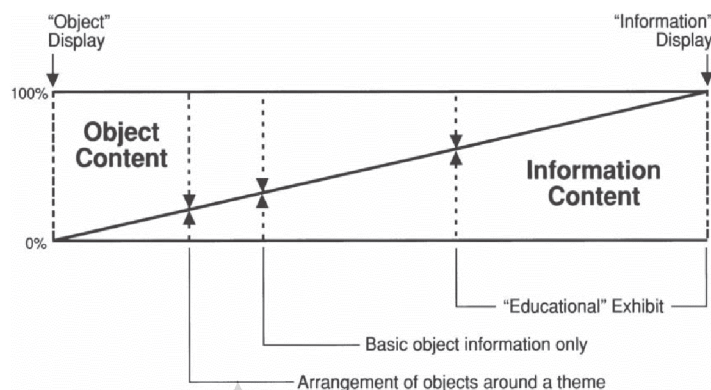 “Object”
Display
“Information”
Display
100%
Object
Content
Information
Content
0%
“Educational” Exhibit
Basic object information only
Arrangement of objects around a theme